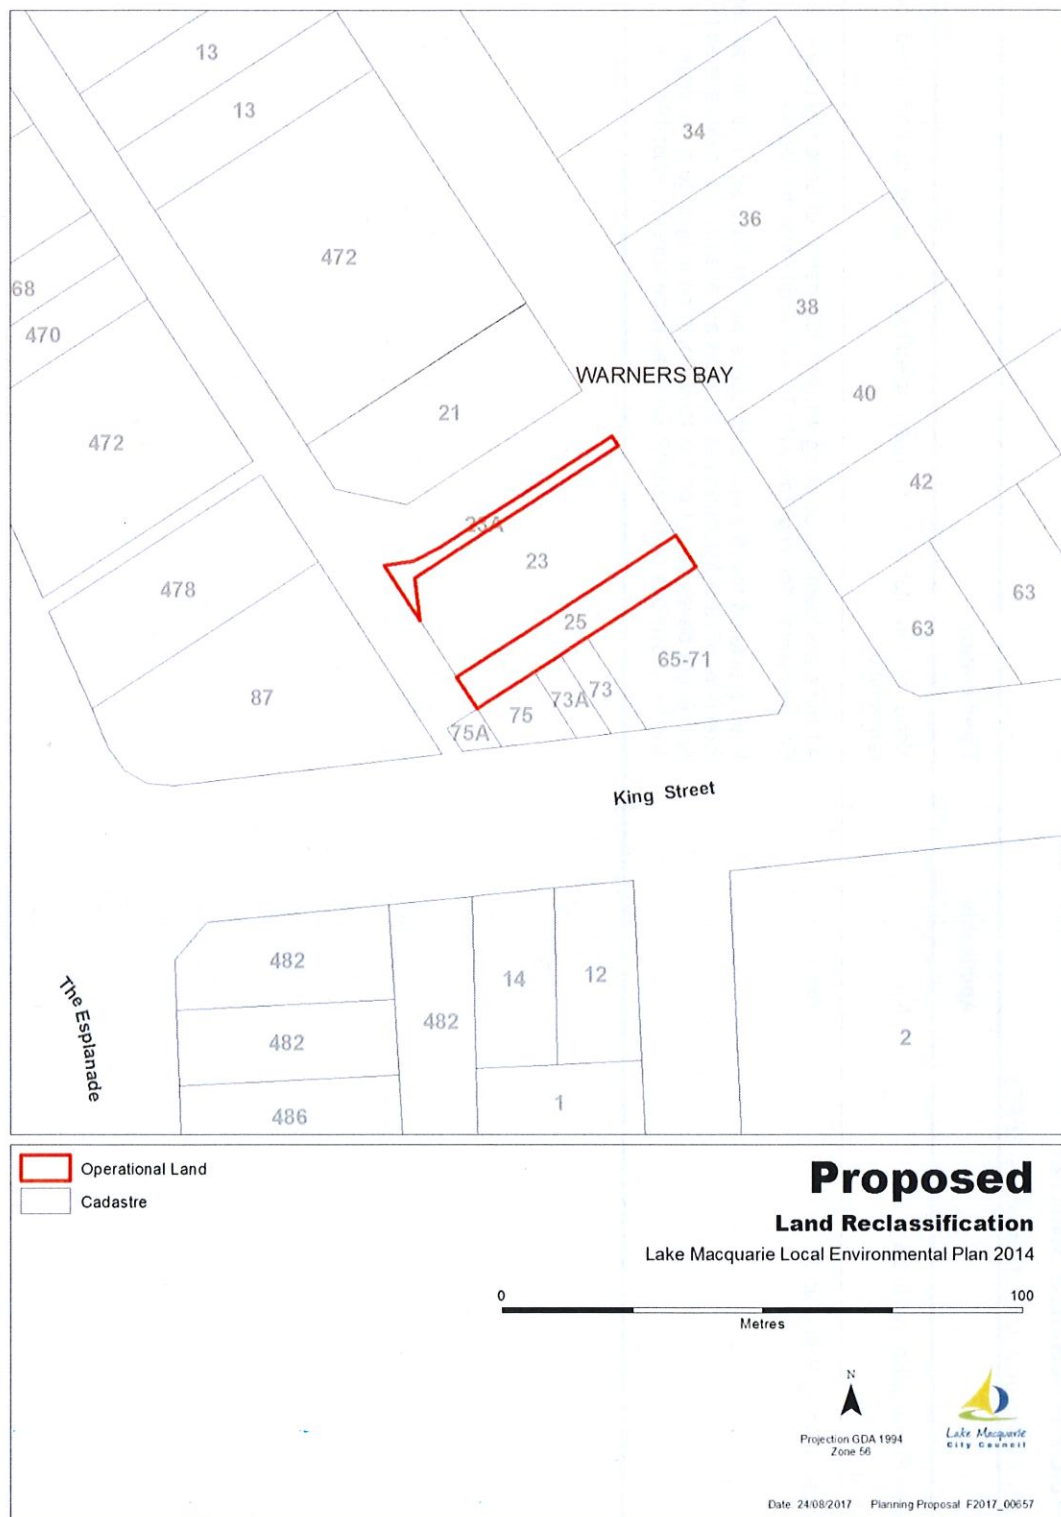 13
13
34
36
472
68
38
470
WARNERS BAY
40
21
472
42
23A
23
478
63
25
63
65-71
87
73A
73
75
75A
King Street
482
14
12
482
2
482
The Esplanade
486
1
Operational Land
Cadastre
Proposed
Land Reclassification
Lake Macquarie Local Environmental Plan 2014
0
100
Metres
N
Projection GDA 1994
Zone 56
Lake Macquarie
City Council
Date 24/08/2017 Planning Proposal F2017_00657